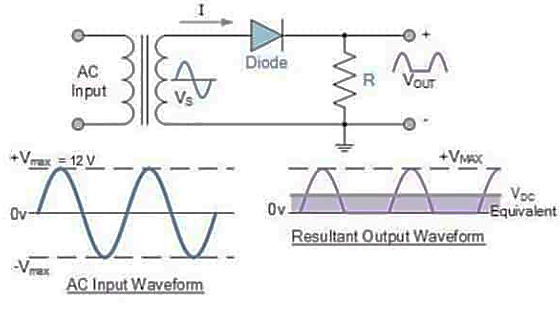 I
+
AC
Input
Vs
Diode
R
VOUT
-
+Vmax = 12 V
0v
-Vmax
AC Input Waveform
+VMAX
0v
VDC
Equivalent
Resultant Output Waveform